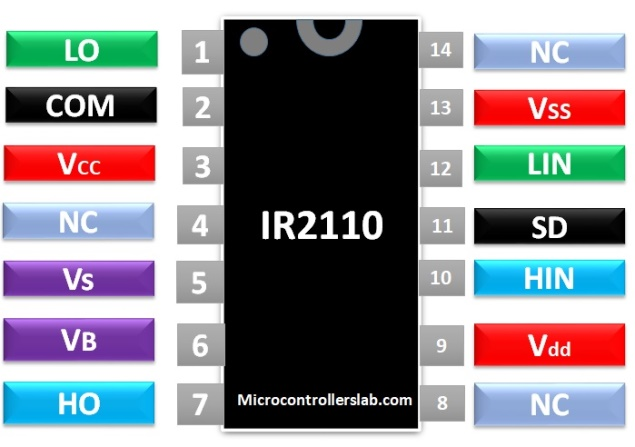 LO 1 14 NC
COM 2 13 Vss
Vcc 3 12 LIN
NC 4 IR2110 11 SD
Vs 5 10 HIN
VB 6 9 Vdd
HO 7 Microcontrollerslab.com 8 NC